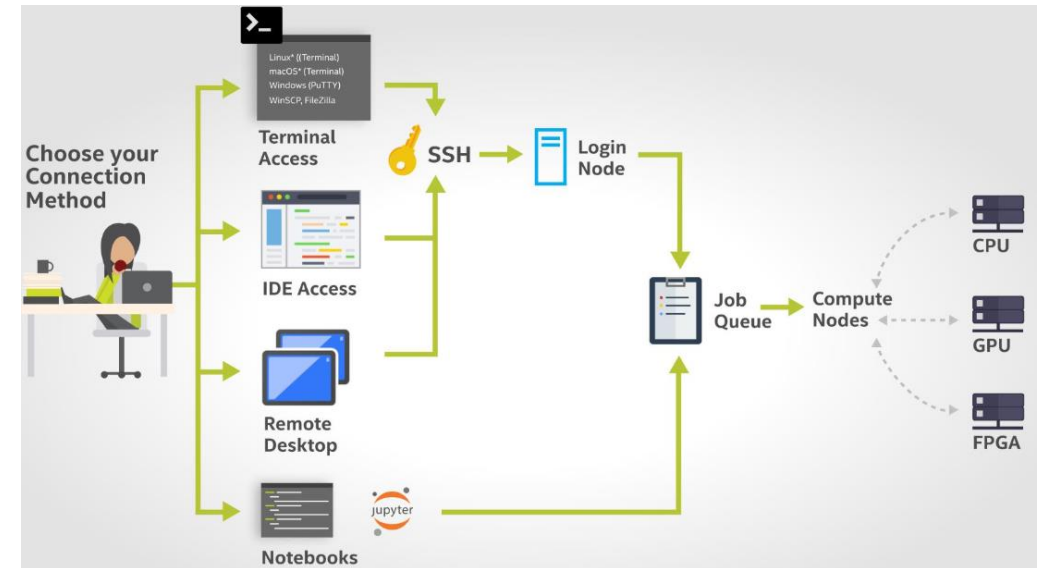 >_
Linux* ((Terminal)
macOS* (Terminal)
Windows (PuTTY)
WinSCP, FileZilla
Terminal
Access
Choose your
Connection
Method
SSH
Login
Node
IDE Access
Remote
Desktop
Job
Queue
Compute
Nodes
CPU
GPU
FPGA
jupyter
Notebooks